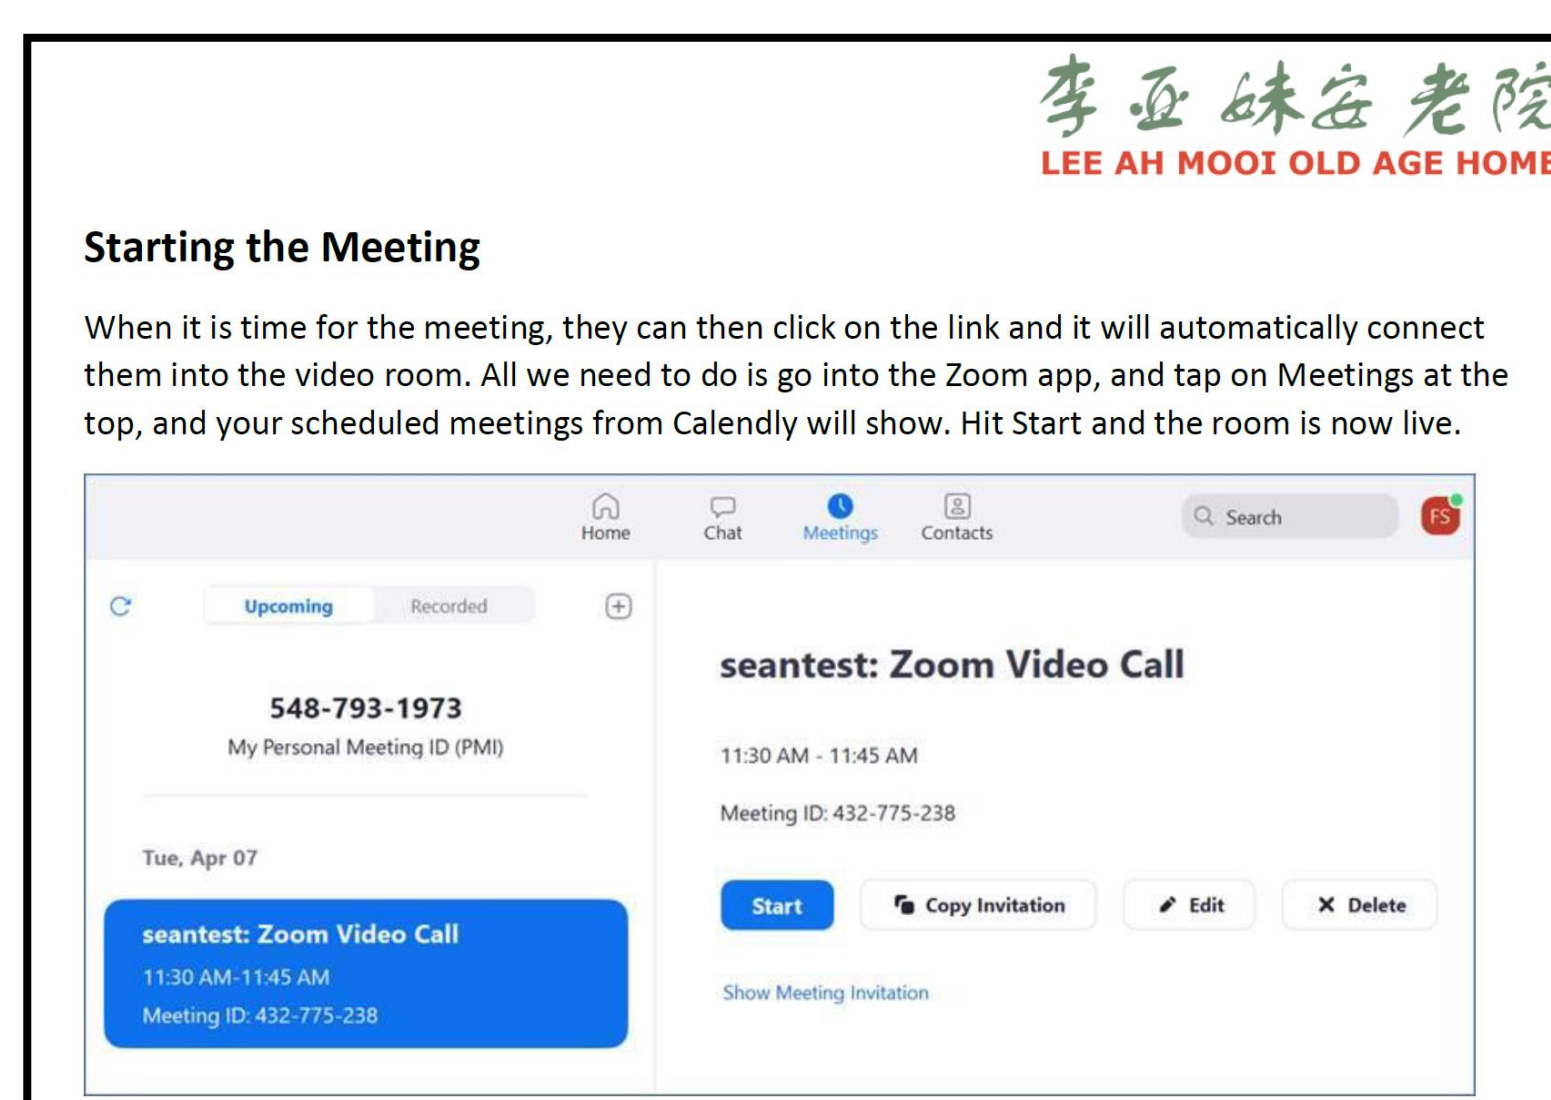 李亚妹安老院
LEE AH MOOI OLD AGE HOME
Starting the Meeting
When it is time for the meeting, they can then click on the link and it will automatically connect
them into the video room. All we need to do is go into the Zoom app, and tap on Meetings at the
top, and your scheduled meetings from Calendly will show. Hit Start and the room is now live.
Home
Chat
Meetings
Contacts
Search
FS
Upcoming
Recorded
548-793-1973
My Personal Meeting ID (PMI)
Tue, Apr 07
seantest: Zoom Video Call
11:30 AM-11:45 AM
Meeting ID: 432-775-238
seantest: Zoom Video Call
11:30 AM - 11:45 AM
Meeting ID: 432-775-238
Start
Copy Invitation
Edit
Delete
Show Meeting Invitation